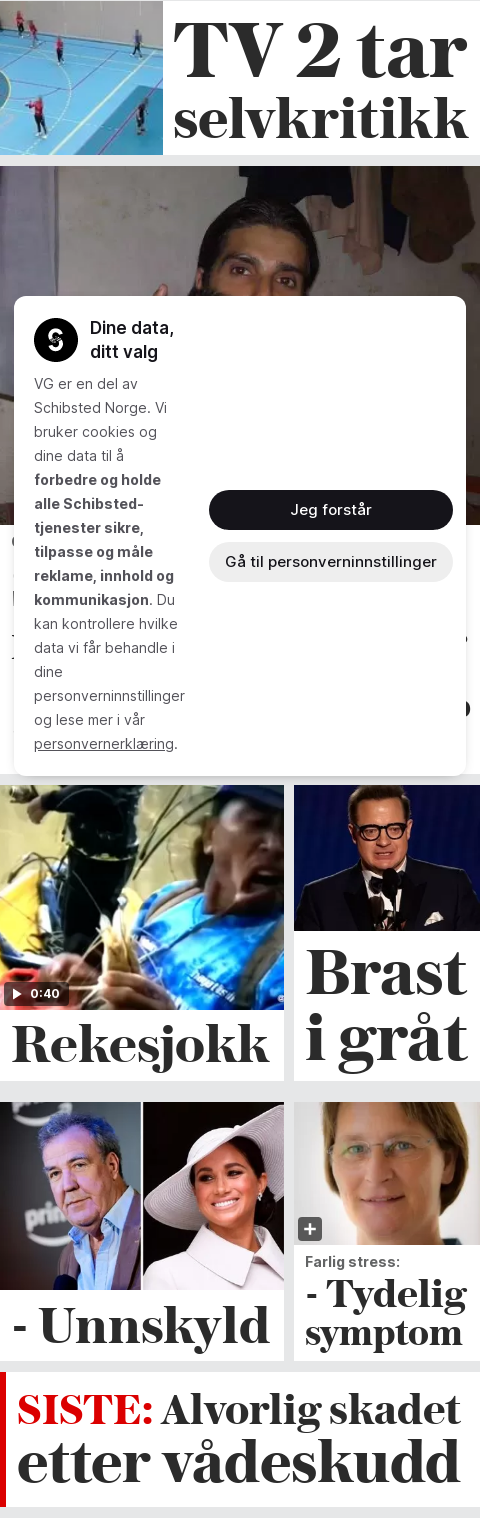 TV 2 tar
selvkritikk
Dine data,
ditt valg
VG er en del av
Schibsted Norge. Vi
bruker cookies og
dine data til å
forbedre og holde
alle Schibsted-
tjenester sikre,
tilpasse og måle
reklame, innhold og
kommunikasjon. Du
kan kontrollere hvilke
data vi får behandle i
dine
personverninnstillinger
og lese mer i vår
personvernerklæring.
Jeg forstår
Gå til personverninnstillinger
0:40
Rekesjokk
Brast
i gråt
- Unnskyld
Farlig stress:
- Tydelig
symptom
SISTE: Alvorlig skadet
etter vådeskudd